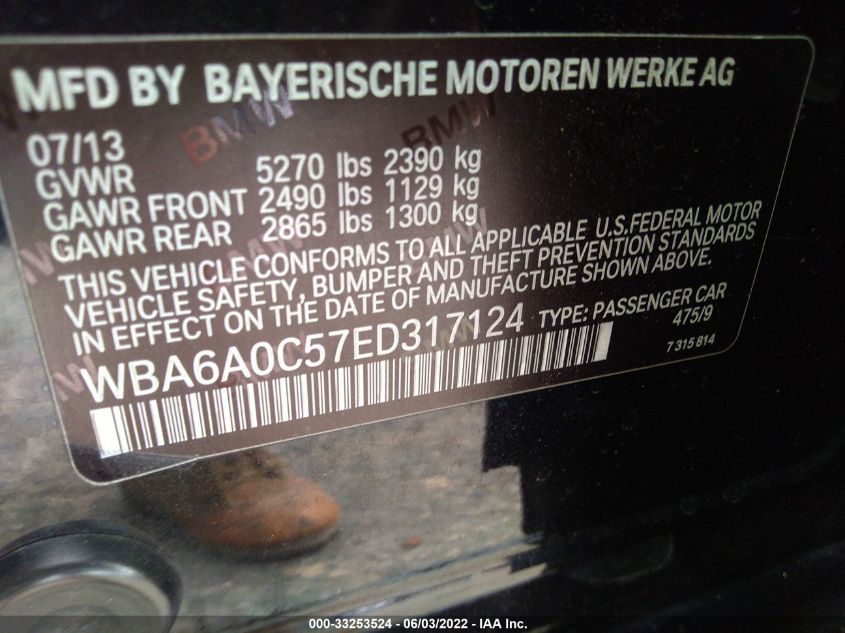 MFD BY BAYERISCHE MOTOREN WERKE AG
07/13
GVWR 5270 lbs 2390 kg
GAWR FRONT 2490 lbs 1129 kg
GAWR REAR 2865 lbs 1300 kg
THIS VEHICLE CONFORMS TO ALL APPLICABLE U.S.FEDERAL MOTOR
VEHICLE SAFETY, BUMPER AND THEFT PREVENTION STANDARDS
IN EFFECT ON THE DATE OF MANUFACTURE SHOWN ABOVE.
WBA6A0C57ED317124 TYPE: PASSENGER CAR
475/9
7 315 814
BMW
BMW
BMW
000-33253524 - 06/03/2022 - IAA Inc.